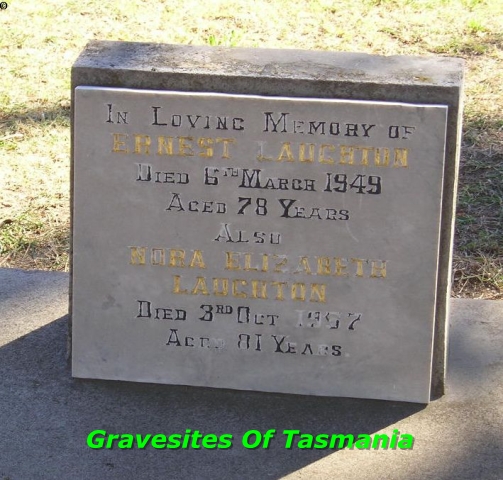 ©
In Loving Memory of
ERNEST LAUGHTON
Died 6th March 1949
Aged 78 Years
Also
NORA ELIZABETH
LAUGHTON
Died 3rd Oct 1957
Aged 81 Years
Gravesites Of Tasmania